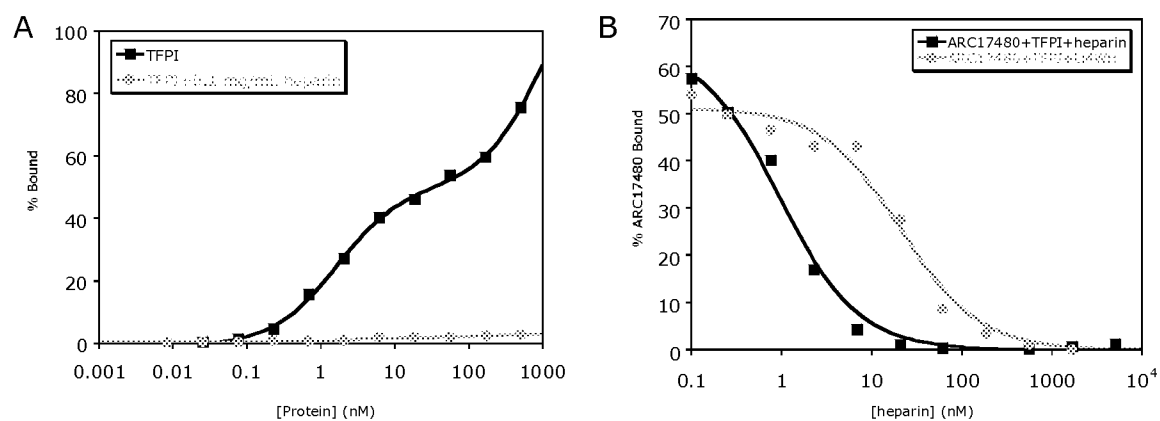 A
100
80
60
40
20
0
% Bound
TFPI
heparin
0.001 0.01 0.1 1 10 100 1000
[Protein] (nM)
B
70
60
50
40
30
20
10
0
% ARC17480 Bound
ARC17480+TFPI+heparin
0.1 1 10 100 1000 10⁴
[heparin] (nM)